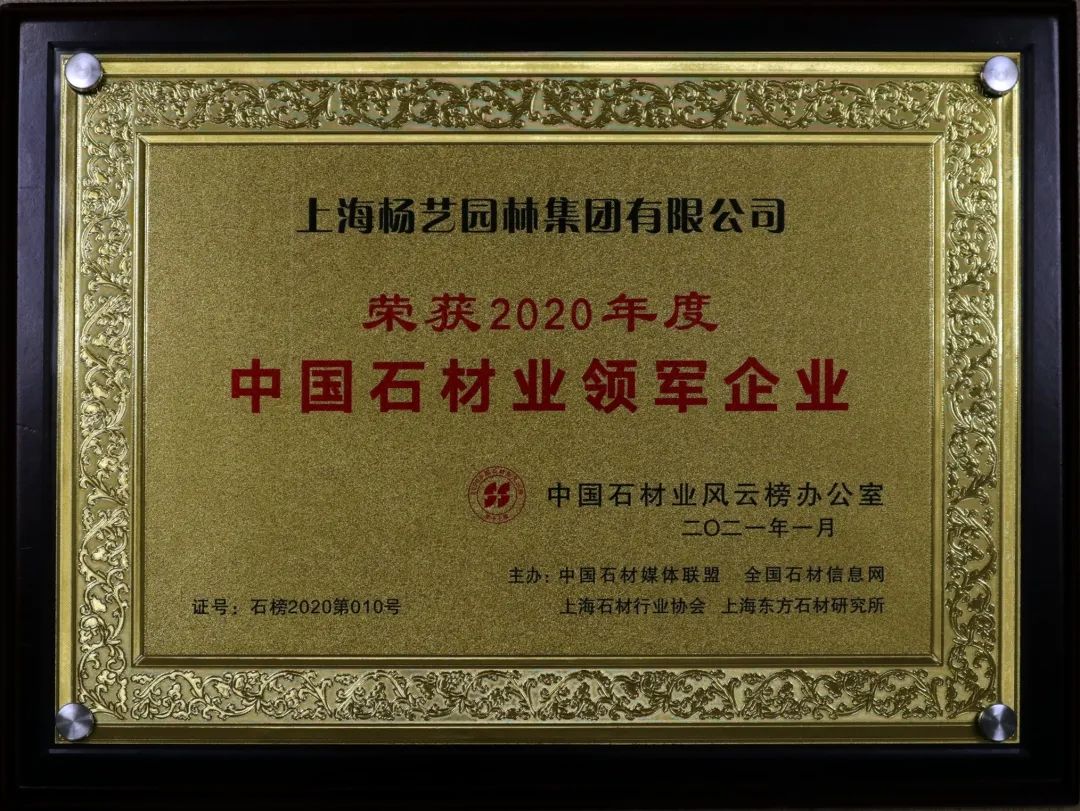 上海杨艺园林集团有限公司
荣获2020年度
中国石材业领军企业
中国石材业风云榜办公室
二〇二一年一月
主办：中国石材媒体联盟 全国石材信息网
上海石材行业协会 上海东方石材研究所
证号：石榜2020第010号